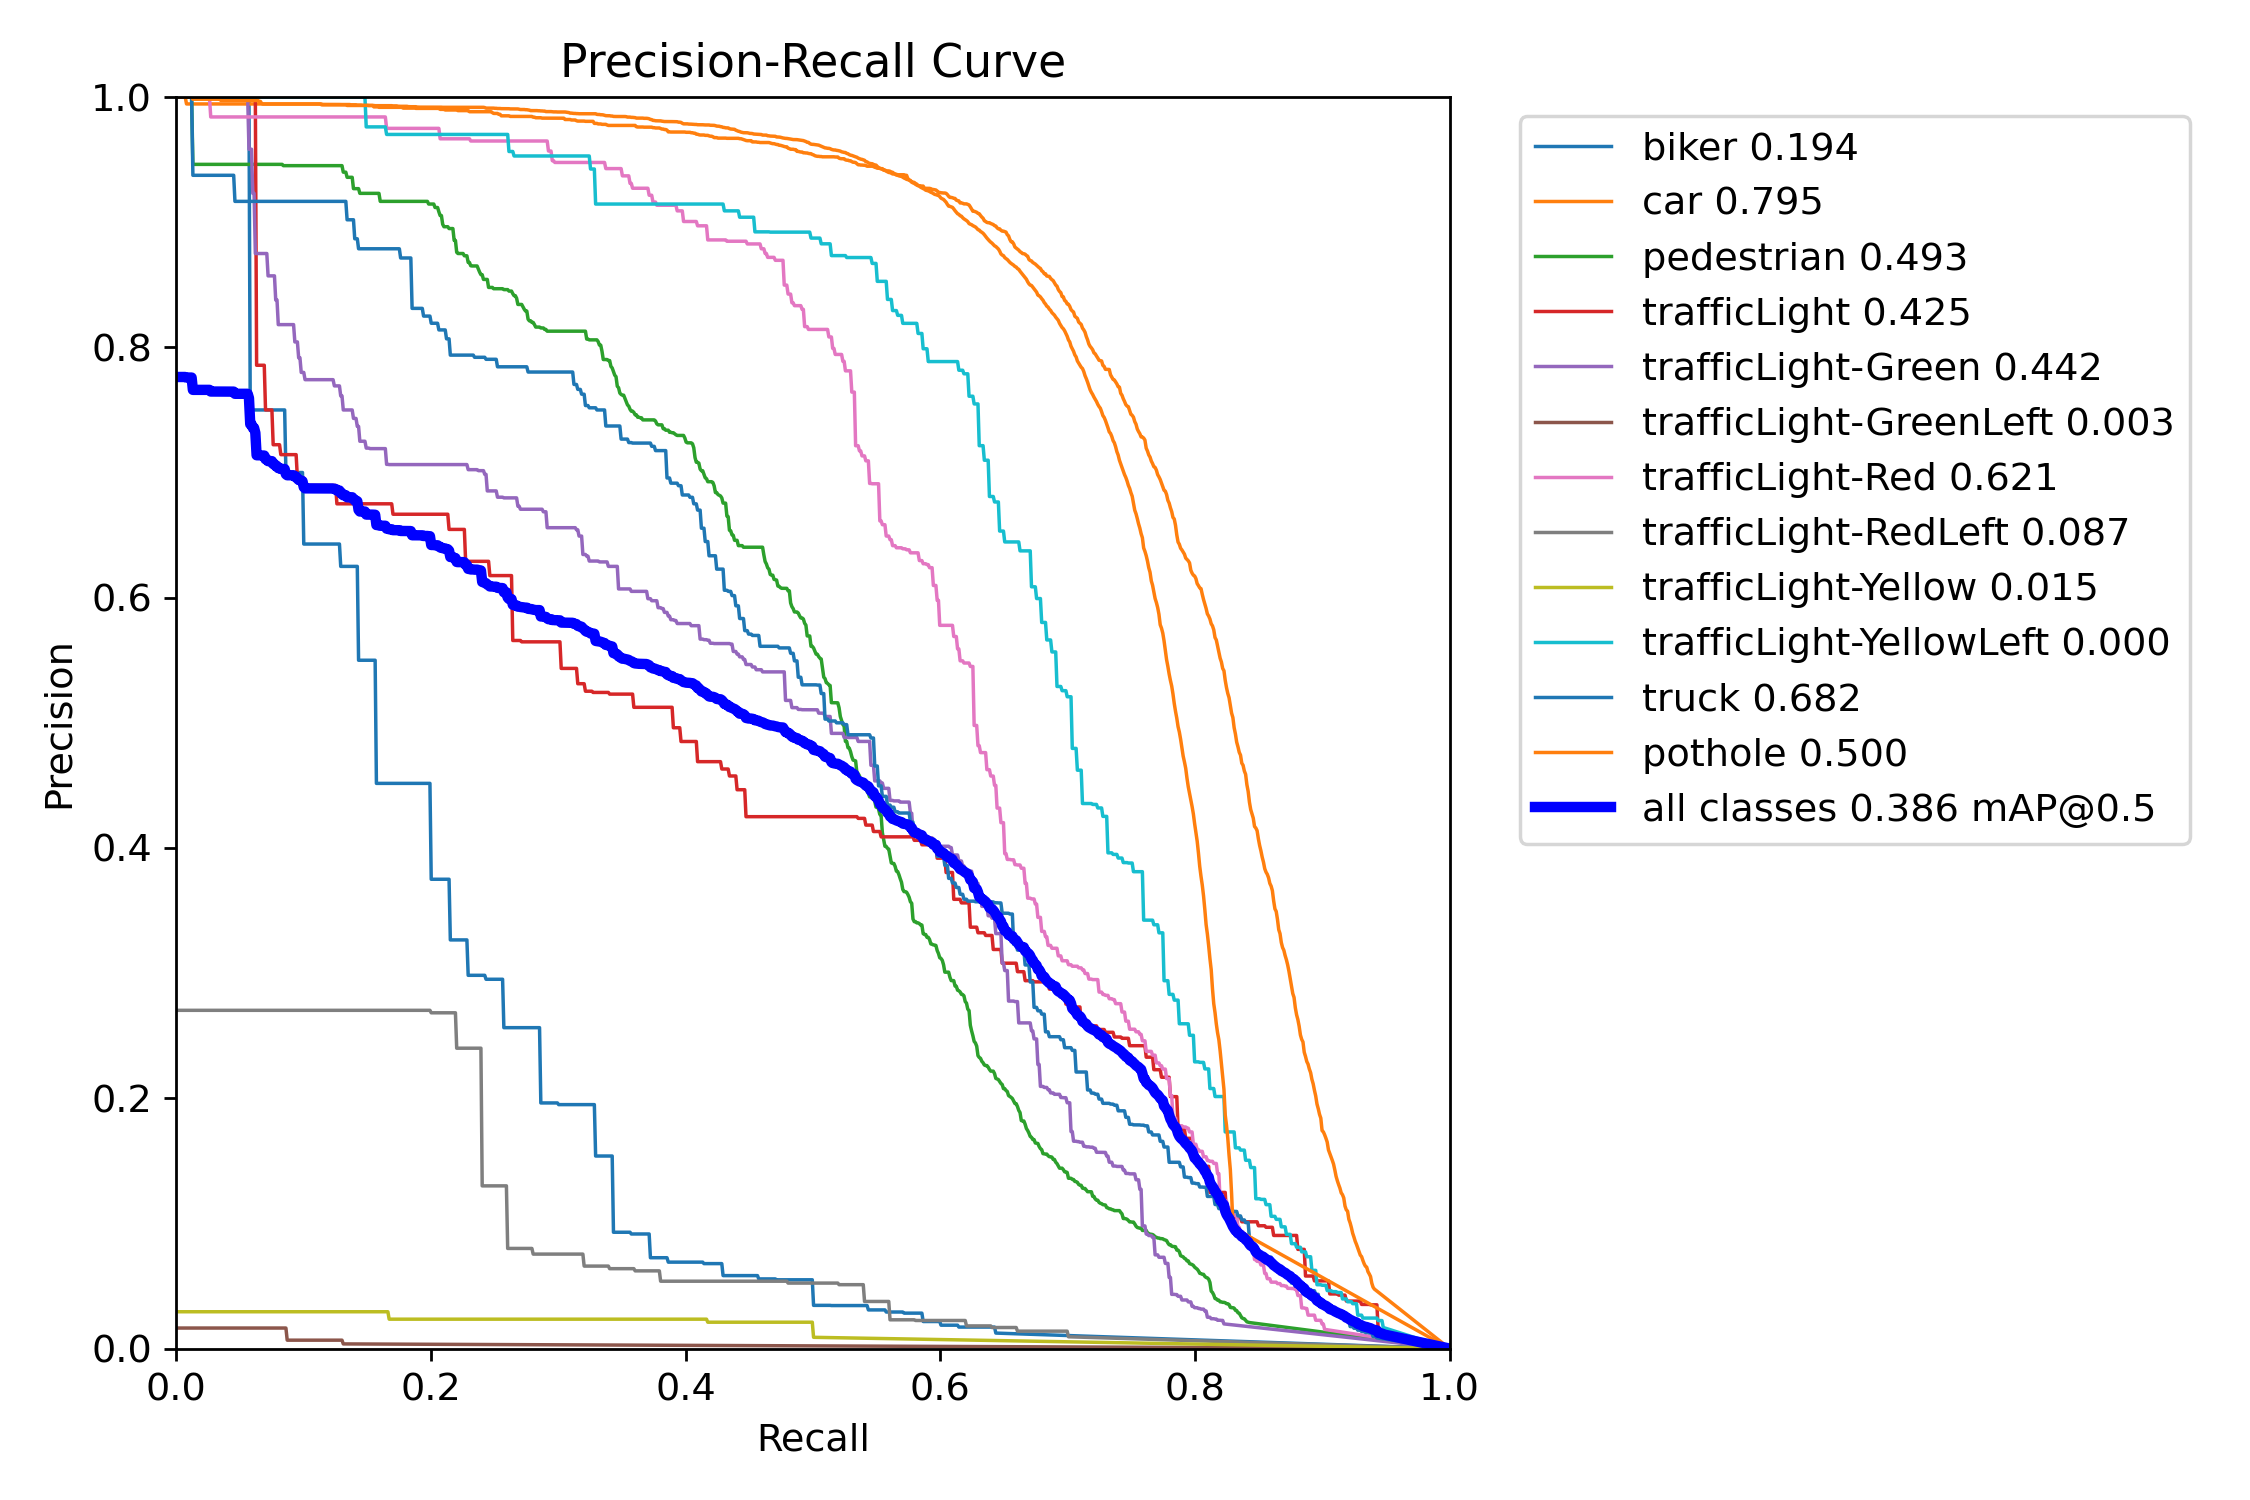 Precision-Recall Curve
1.0
0.8
0.6
0.4
0.2
0.0
Precision
0.0 0.2 0.4 0.6 0.8 1.0
Recall
biker 0.194
car 0.795
pedestrian 0.493
trafficLight 0.425
trafficLight-Green 0.442
trafficLight-GreenLeft 0.003
trafficLight-Red 0.621
trafficLight-RedLeft 0.087
trafficLight-Yellow 0.015
trafficLight-YellowLeft 0.000
truck 0.682
pothole 0.500
all classes 0.386 mAP@0.5